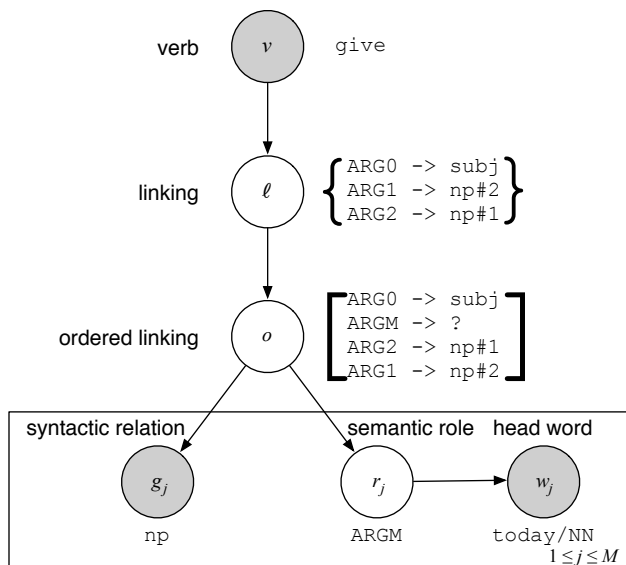 verb v give
linking ℓ { ARG0 -> subj
ARG1 -> np#2
ARG2 -> np#1 }
ordered linking o [ ARG0 -> subj
ARGM -> ?
ARG2 -> np#1
ARG1 -> np#2 ]
syntactic relation semantic role head word
g_j r_j w_j
np ARGM today/NN
1 ≤ j ≤ M